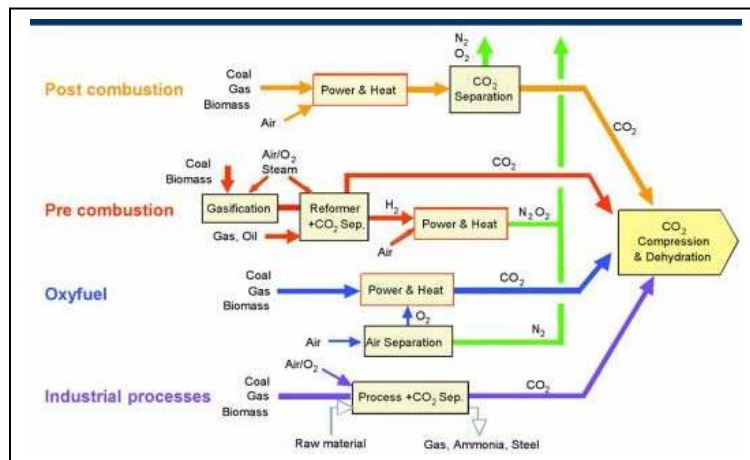 N₂
O₂
Coal
Gas
Biomass
Post combustion
Power & Heat
CO₂
Separation
Air
CO₂
Coal
Biomass
Air/O₂
Steam
CO₂
Pre combustion
Gasification
Reformer
+CO₂ Sep.
H₂
Power & Heat
N₂ O₂
Gas, Oil
Air
CO₂
Compression
& Dehydration
Coal
Gas
Biomass
Oxyfuel
Power & Heat
CO₂
O₂
Air
Air Separation
N₂
Air/O₂
Coal
Gas
Biomass
Industrial processes
Process +CO₂ Sep.
CO₂
Raw material
Gas, Ammonia, Steel